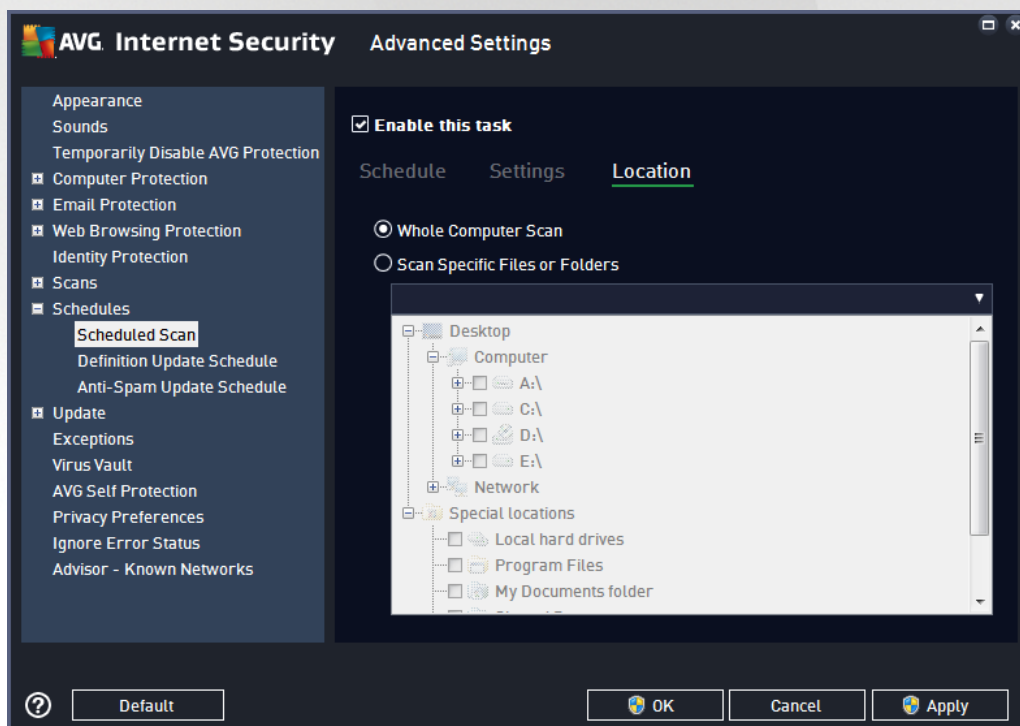 AVG. Internet Security
Advanced Settings
Appearance
Sounds
Temporarily Disable AVG Protection
Computer Protection
Email Protection
Web Browsing Protection
Identity Protection
Scans
Schedules
Scheduled Scan
Definition Update Schedule
Anti-Spam Update Schedule
Update
Exceptions
Virus Vault
AVG Self Protection
Privacy Preferences
Ignore Error Status
Advisor - Known Networks
Enable this task
Schedule Settings Location
Whole Computer Scan
Scan Specific Files or Folders
Desktop
Computer
A:\
C:\
D:\
E:\
Network
Special locations
Local hard drives
Program Files
My Documents folder
? Default OK Cancel Apply